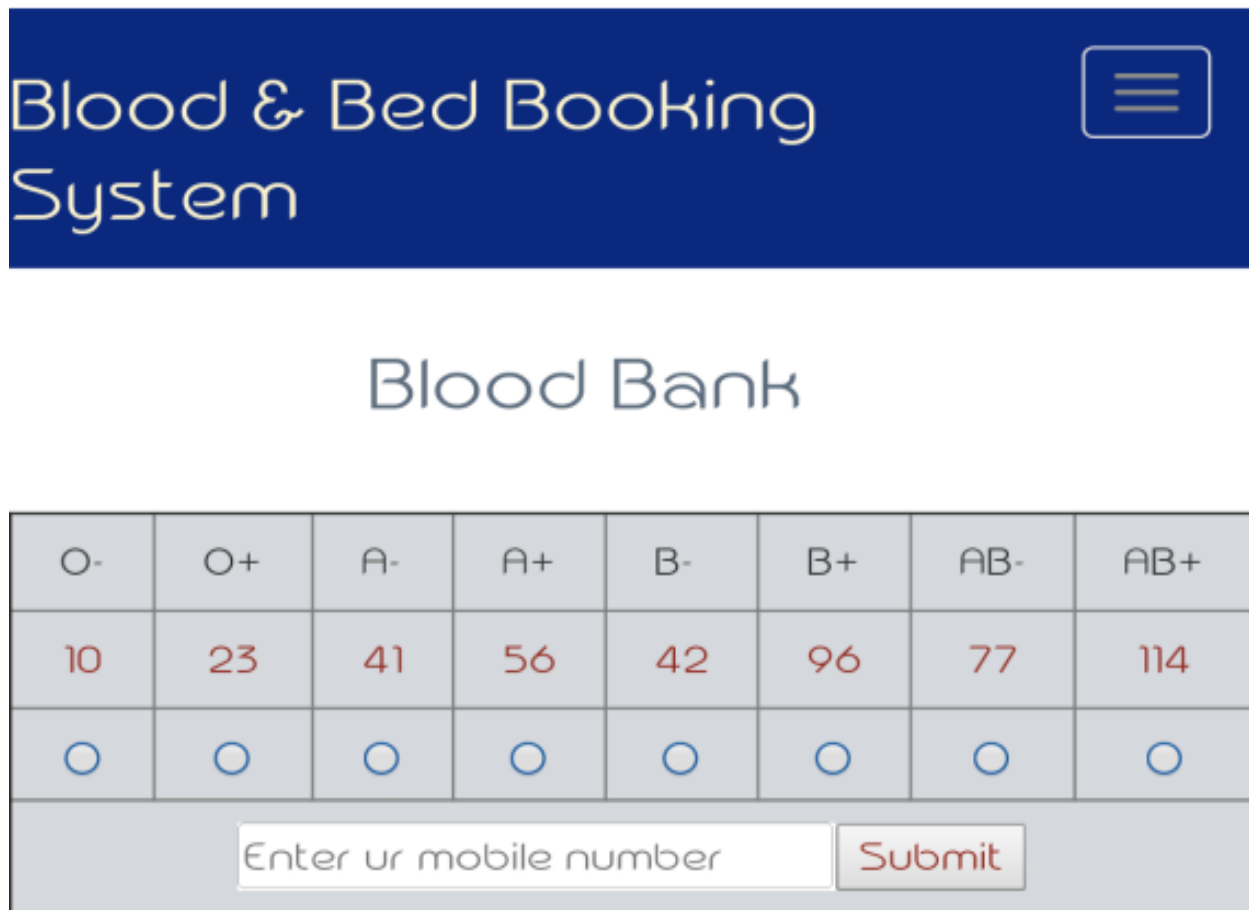 Blood & Bed Booking
System
Blood Bank
O- O+ A- A+ B- B+ AB- AB+
10 23 41 56 42 96 77 114
Enter ur mobile number Submit